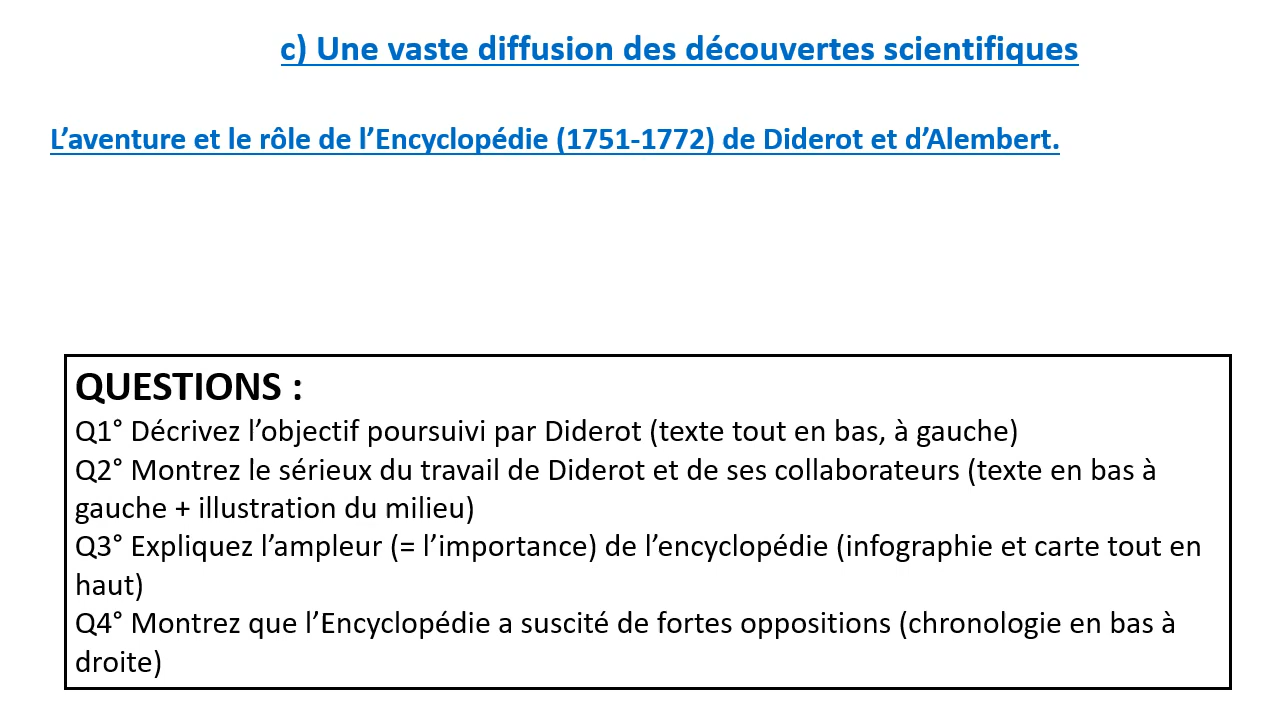 c) Une vaste diffusion des découvertes scientifiques
L’aventure et le rôle de l’Encyclopédie (1751-1772) de Diderot et d’Alembert.
QUESTIONS :
Q1° Décrivez l’objectif poursuivi par Diderot (texte tout en bas, à gauche)
Q2° Montrez le sérieux du travail de Diderot et de ses collaborateurs (texte en bas à
gauche + illustration du milieu)
Q3° Expliquez l’ampleur (= l’importance) de l’encyclopédie (infographie et carte tout en
haut)
Q4° Montrez que l’Encyclopédie a suscité de fortes oppositions (chronologie en bas à
droite)